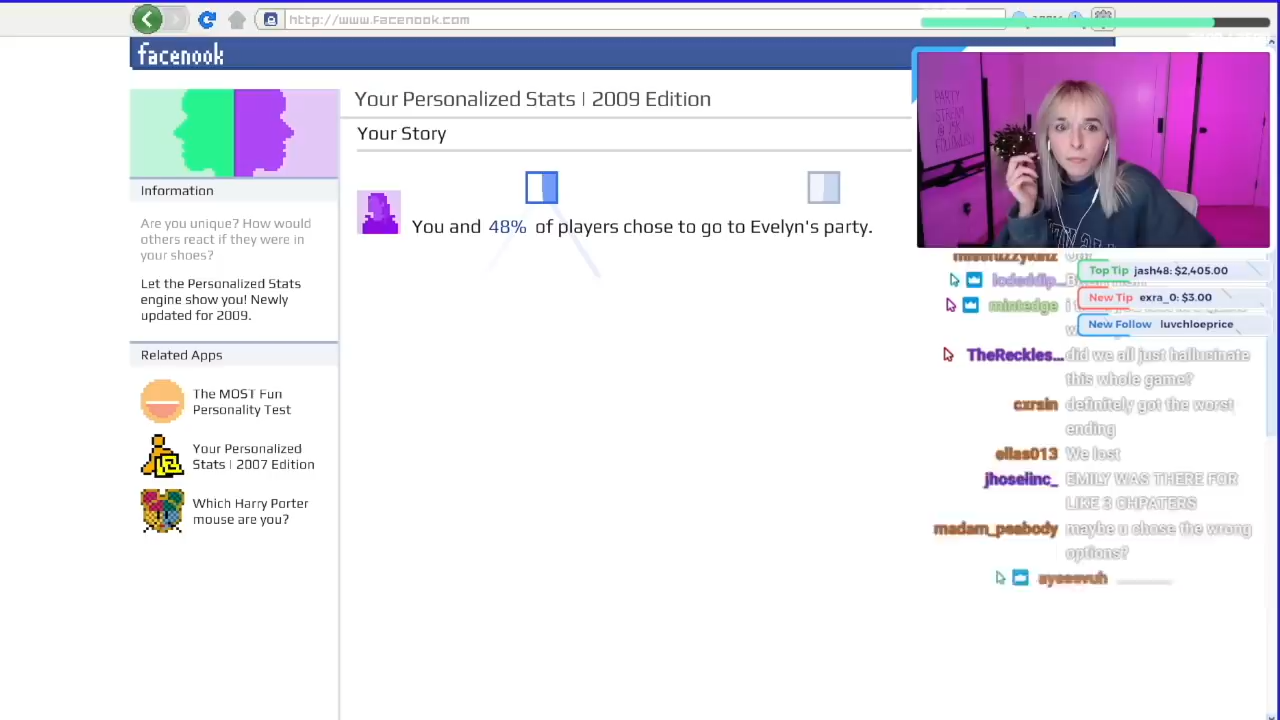 http://www.Facenook.com
facenook
Your Personalized Stats | 2009 Edition
Your Story
You and 48% of players chose to go to Evelyn's party.
Information
Are you unique? How would
others react if they were in
your shoes?
Let the Personalized Stats
engine show you! Newly
updated for 2009.
Related Apps
The MOST Fun
Personality Test
Your Personalized
Stats | 2007 Edition
Which Harry Porter
mouse are you?
PARTY
STREAM
Top Tip jash48: $2,405.00
New Tip exra_0: $3.00
New Follow luvchloeprice
mintedge
TheReckles... did we all just hallucinate
this whole game?
cxrsin definitely got the worst
ending
ellas013 We lost
jhoselinc_ EMILY WAS THERE FOR
LIKE 3 CHPATERS
madam_peabody maybe u chose the wrong
options?
ayeesvuh